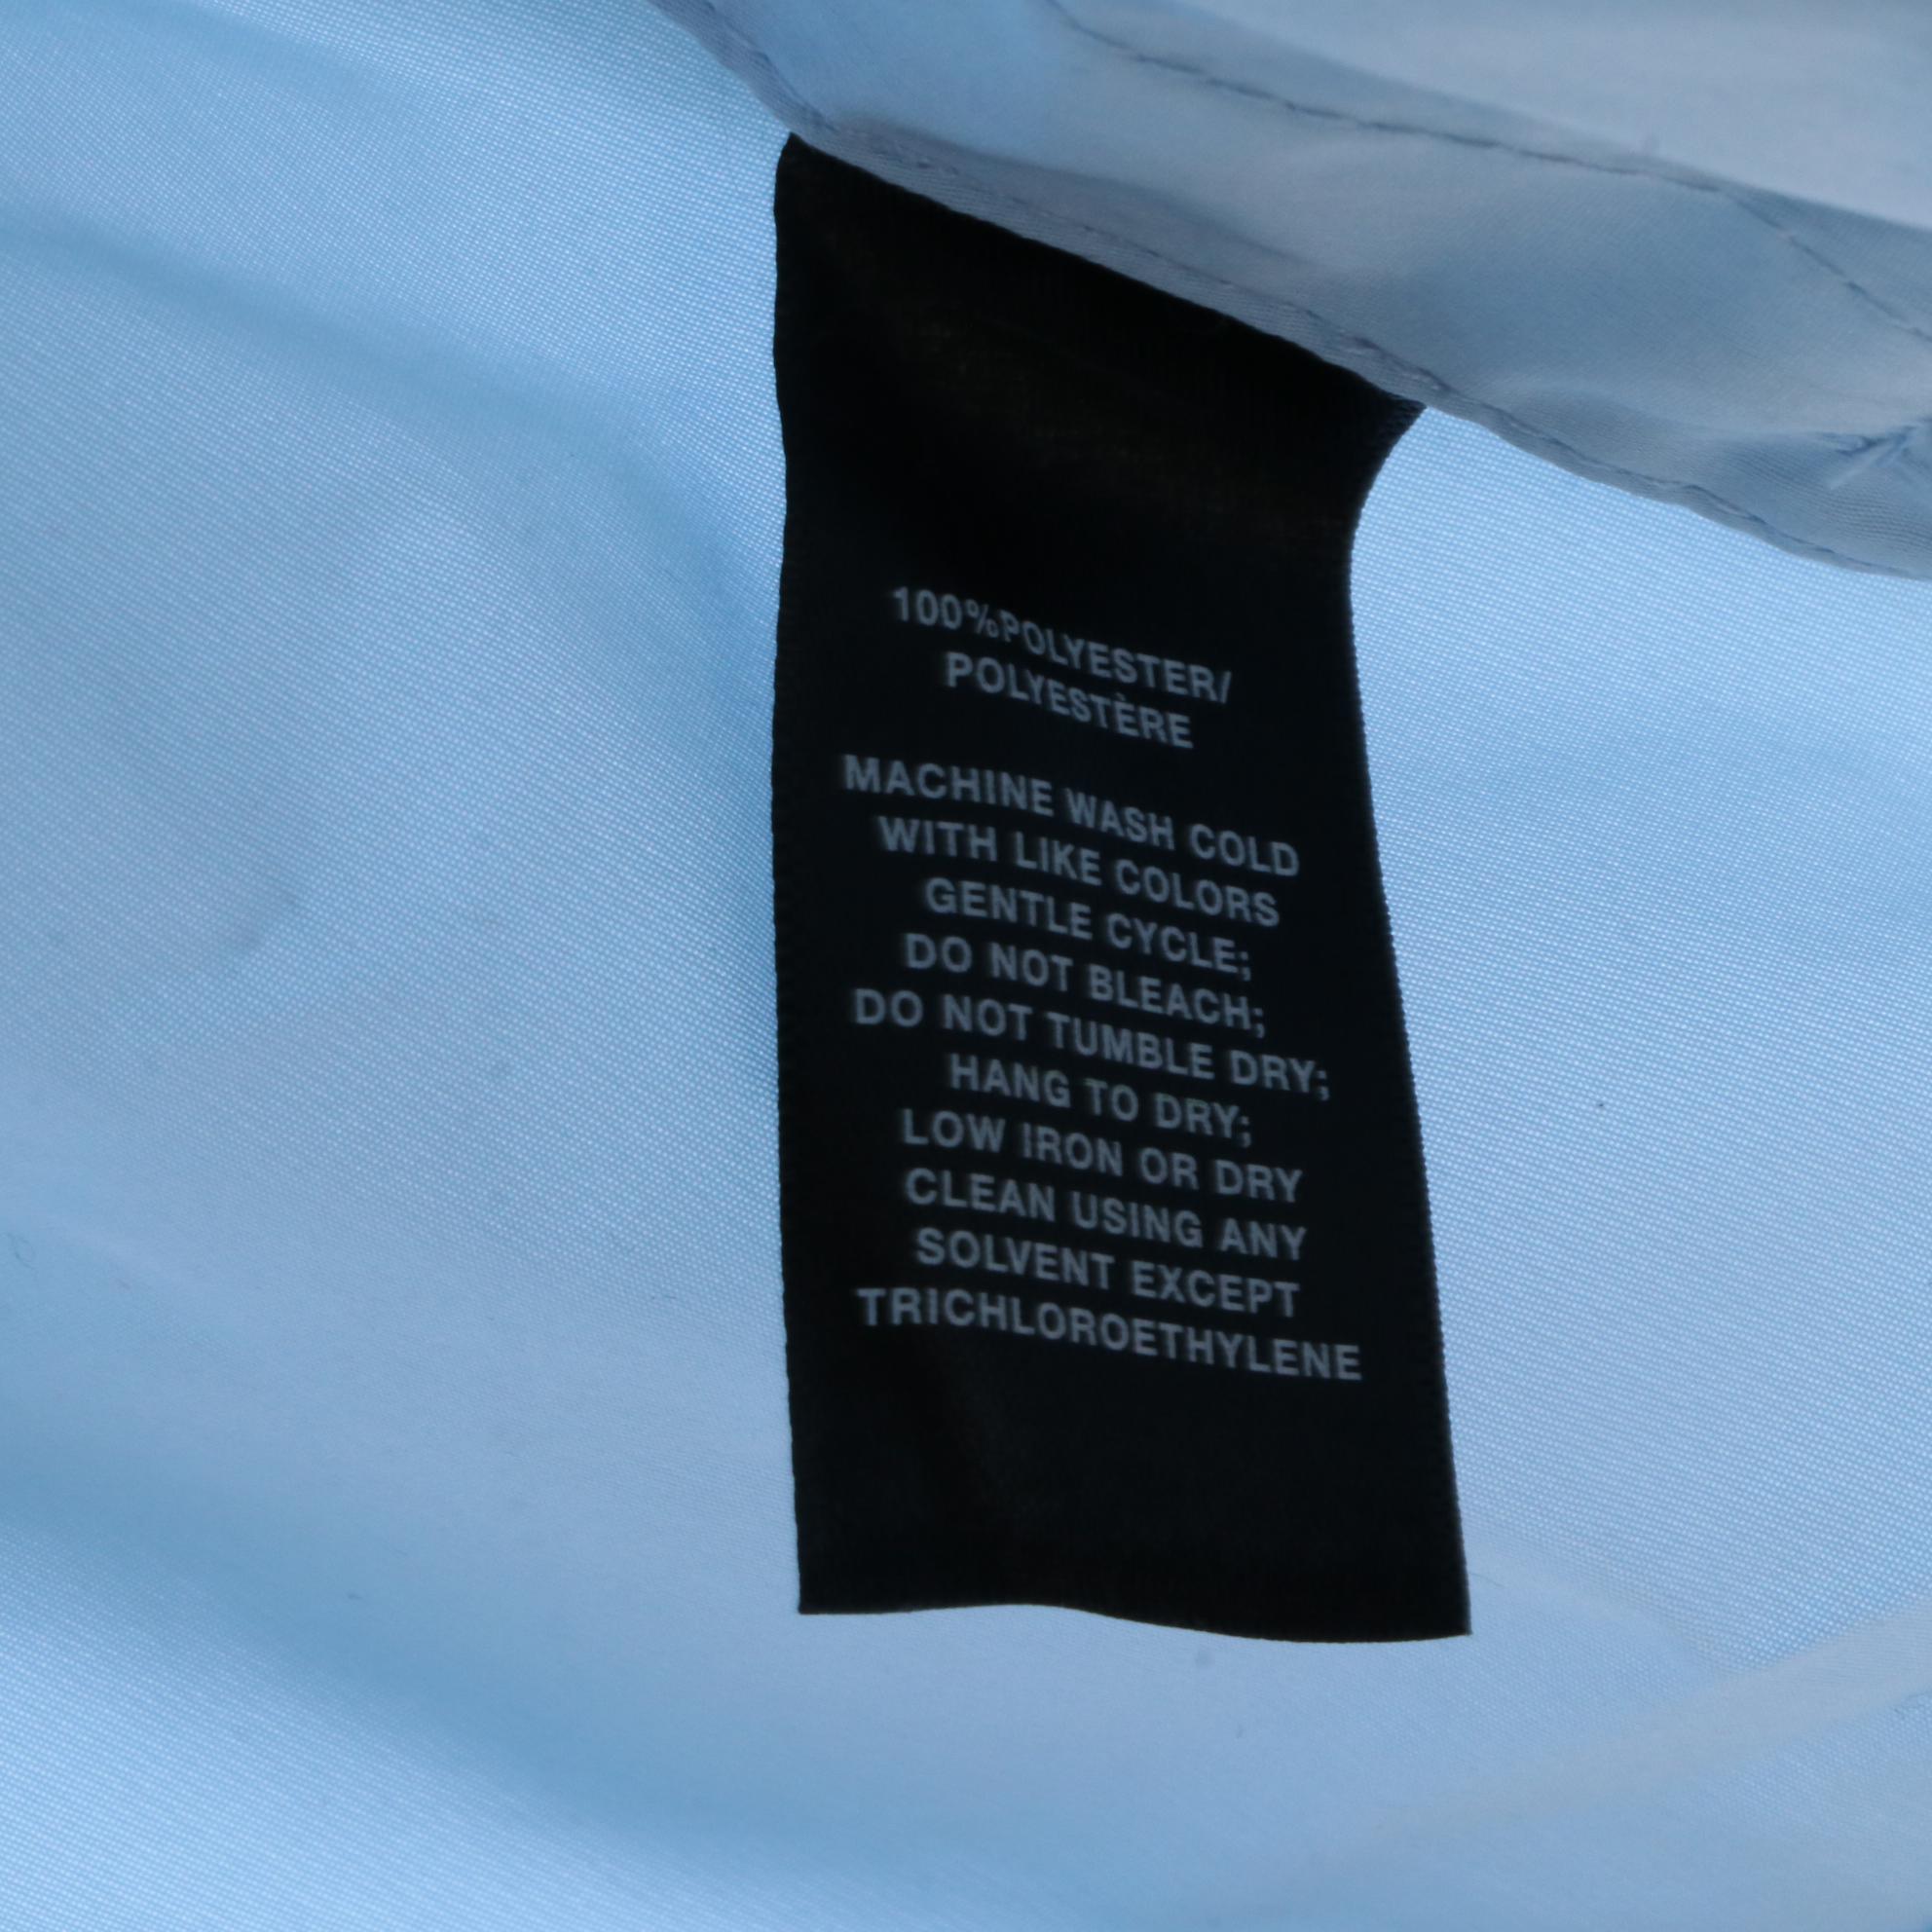 100%POLYESTER/
POLYESTÈRE
MACHINE WASH COLD
WITH LIKE COLORS
GENTLE CYCLE;
DO NOT BLEACH;
DO NOT TUMBLE DRY;
HANG TO DRY;
LOW IRON OR DRY
CLEAN USING ANY
SOLVENT EXCEPT
TRICHLOROETHYLENE